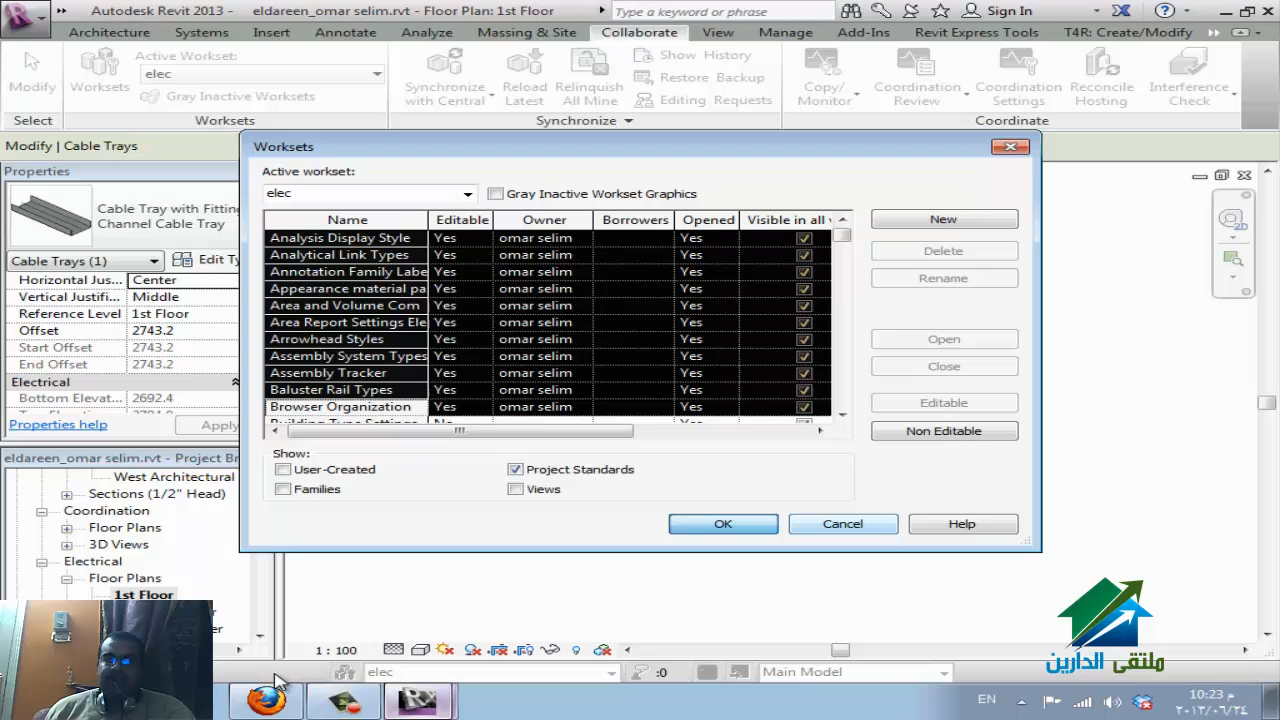 Autodesk Revit 2013 - eldareen_omar selim.rvt - Floor Plan: 1st Floor Type a keyword or phrase Sign In
Architecture Systems Insert Annotate Analyze Massing & Site Collaborate View Manage Add-Ins Revit Express Tools T4R: Create/Modify
Modify
Select
Worksets
Active Workset:
elec
Gray Inactive Worksets
Worksets
Synchronize
with Central
Reload
Latest
Relinquish
All Mine
Show History
Restore Backup
Editing Requests
Synchronize
Copy/
Monitor
Coordination
Review
Coordination
Settings
Reconcile
Hosting
Interference
Check
Coordinate
Modify | Cable Trays
Properties
Cable Tray with Fitting
Channel Cable Tray
Cable Trays (1) Edit Ty
Horizontal Jus... Center
Vertical Justifi... Middle
Reference Level 1st Floor
Offset 2743.2
Start Offset 2743.2
End Offset 2743.2
Electrical
Bottom Elevat... 2692.4
Properties help Apply
eldareen_omar selim.rvt - Project Br
West Architectural
Sections (1/2" Head)
Coordination
Floor Plans
3D Views
Electrical
Floor Plans
1st Floor
Worksets
Active workset:
elec Gray Inactive Workset Graphics
Name Editable Owner Borrowers Opened Visible in all v
Analysis Display Style Yes omar selim Yes
Analytical Link Types Yes omar selim Yes
Annotation Family Labe Yes omar selim Yes
Appearance material pa Yes omar selim Yes
Area and Volume Com Yes omar selim Yes
Area Report Settings Ele Yes omar selim Yes
Arrowhead Styles Yes omar selim Yes
Assembly System Types Yes omar selim Yes
Assembly Tracker Yes omar selim Yes
Baluster Rail Types Yes omar selim Yes
Browser Organization Yes omar selim Yes
Building Type Settings No
New
Delete
Rename
Open
Close
Editable
Non Editable
Show:
User-Created Project Standards
Families Views
OK Cancel Help
ملتقى الدارين
1 : 100
elec :0 Main Model
EN
10:23 م
٢٠١٣/٠٦/٢٤